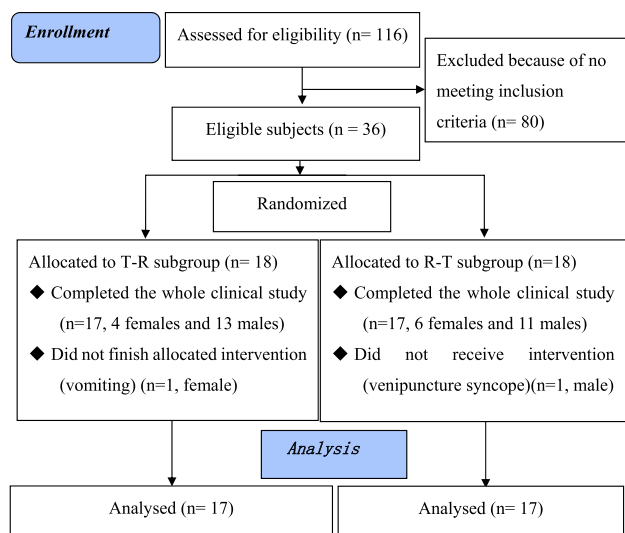 Enrollment
Assessed for eligibility (n= 116)
Excluded because of no
meeting inclusion
criteria (n= 80)
Eligible subjects (n = 36)
Randomized
Allocated to T-R subgroup (n= 18)
◆ Completed the whole clinical study
(n=17, 4 females and 13 males)
◆ Did not finish allocated intervention
(vomiting) (n=1, female)
Allocated to R-T subgroup (n=18)
◆ Completed the whole clinical study
(n=17, 6 females and 11 males)
◆ Did not receive intervention
(venipuncture syncope)(n=1, male)
Analysis
Analysed (n= 17)
Analysed (n= 17)